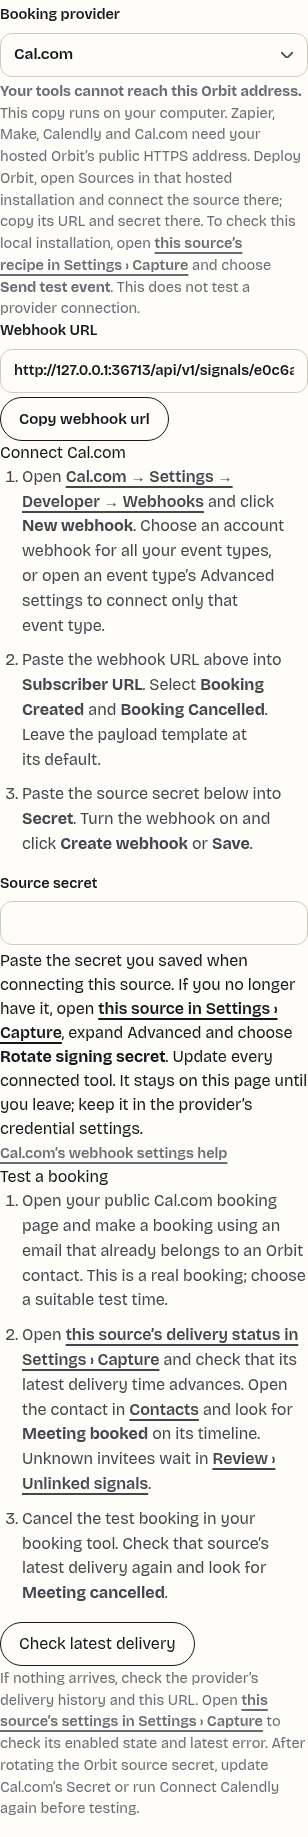 Booking provider
Cal.com
Your tools cannot reach this Orbit address.
This copy runs on your computer. Zapier,
Make, Calendly and Cal.com need your
hosted Orbit's public HTTPS address. Deploy
Orbit, open Sources in that hosted
installation and connect the source there;
copy its URL and secret there. To check this
local installation, open this source's
recipe in Settings › Capture and choose
Send test event. This does not test a
provider connection.
Webhook URL
http://127.0.0.1:36713/api/v1/signals/e0c6a
Copy webhook url
Connect Cal.com
1. Open Cal.com → Settings →
Developer → Webhooks and click
New webhook. Choose an account
webhook for all your event types,
or open an event type's Advanced
settings to connect only that
event type.
2. Paste the webhook URL above into
Subscriber URL. Select Booking
Created and Booking Cancelled.
Leave the payload template at
its default.
3. Paste the source secret below into
Secret. Turn the webhook on and
click Create webhook or Save.
Source secret
Paste the secret you saved when
connecting this source. If you no longer
have it, open this source in Settings ›
Capture, expand Advanced and choose
Rotate signing secret. Update every
connected tool. It stays on this page until
you leave; keep it in the provider's
credential settings.
Cal.com's webhook settings help
Test a booking
1. Open your public Cal.com booking
page and make a booking using an
email that already belongs to an Orbit
contact. This is a real booking; choose
a suitable test time.
2. Open this source's delivery status in
Settings › Capture and check that its
latest delivery time advances. Open
the contact in Contacts and look for
Meeting booked on its timeline.
Unknown invitees wait in Review ›
Unlinked signals.
3. Cancel the test booking in your
booking tool. Check that source's
latest delivery again and look for
Meeting cancelled.
Check latest delivery
If nothing arrives, check the provider's
delivery history and this URL. Open this
source's settings in Settings › Capture to
check its enabled state and latest error. After
rotating the Orbit source secret, update
Cal.com's Secret or run Connect Calendly
again before testing.